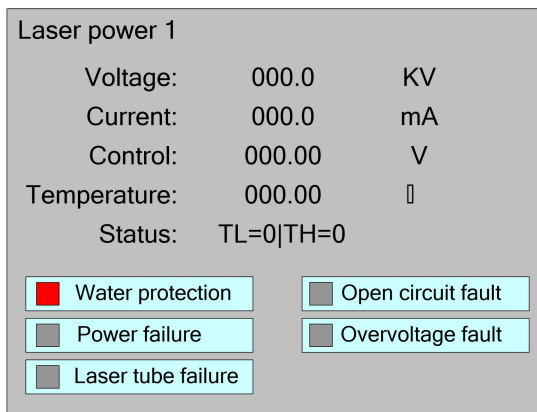 Laser power 1
Voltage: 000.0 KV
Current: 000.0 mA
Control: 000.00 V
Temperature: 000.00
Status: TL=0|TH=0
Water protection Open circuit fault
Power failure Overvoltage fault
Laser tube failure